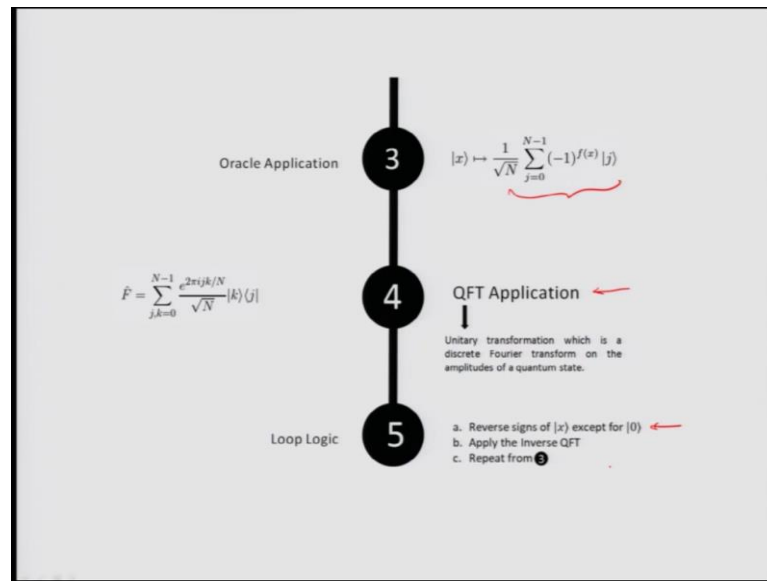 Oracle Application
3
|x⟩ ↦ 1/√N ∑_{j=0}^{N−1} (−1)^{f(x)} |j⟩
F̂ = ∑_{j,k=0}^{N−1} e^{2πijk/N}/√N |k⟩⟨j|
4
QFT Application
Unitary transformation which is a
discrete Fourier transform on the
amplitudes of a quantum state.
Loop Logic
5
a. Reverse signs of |x⟩ except for |0⟩
b. Apply the Inverse QFT
c. Repeat from 3